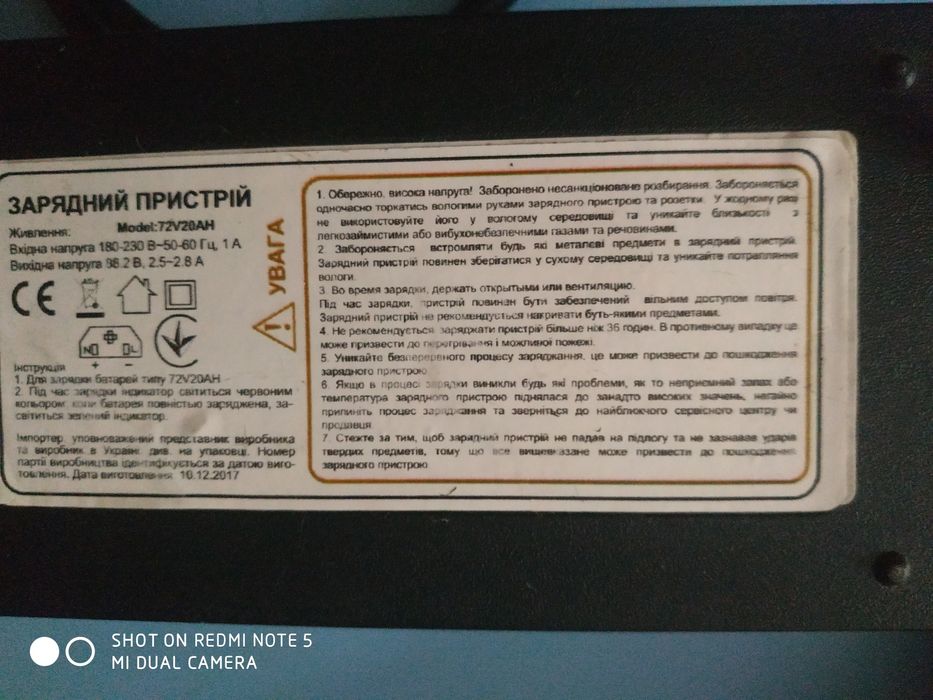 ЗАРЯДНИЙ ПРИСТРІЙ
Живлення: Model:72V20AH
Вхідна напруга 180-230 В~50-60 Гц, 1 А
Вихідна напруга 88.2 В, 2.5~2.8 А
CE
N L
+ −
Інструкція
1. Для зарядки батарей типу 72V20AH
2. Під час зарядки індикатор світиться червоним
кольором, коли батарея повністью заряджена, за-
світиться зелений індикатор.
Імпортер, уповноважений представник виробника
та виробник в Україні див. на упаковці. Номер
партії виробництва ідентифікується за датою виго-
товлення. Дата виготовлення 10.12.2017
УВАГА
1. Обережно, висока напруга! Заборонено несанкціоноване розбирання. Забороняється
одночасно торкатись вологими руками зарядного пристрою та розетки. У жодному разі
не використовуйте його у вологому середовищі та уникайте близькості з
легкозаймистими або вибухонебезпечними газами та речовинами.
2. Забороняється встромляти будь які металеві предмети в зарядний пристрій.
Зарядний пристрій повинен зберігатися у сухому середовищі та уникайте потрапляння
вологи.
3. Во время зарядки, держать открытыми или вентиляцию.
Під час зарядки, пристрій повинан бути забезпечений вільним доступом повітря.
Зарядний пристрій не рекомендується накривати буть-якими предметами.
4. Не рекомендується заряджати пристрій більше ніж 36 годин. В противному випадку це
може призвести до перегрівання і можливої пожежі.
5. Уникайте безперервного процесу заряджання, це може призвести до пошкодження
зарядного пристрою
6. Якщо в процесі зарядки виникли будь які проблеми, як то неприємний запах або
температура зарядного пристрою піднялася до занадто високих значень, негайно
припиніть процес заряджання та зверніться до найближчого сервісного центру чи
продавця
7. Стежте за тим, щоб зарядний пристрій не падав на підлогу та не зазнавав ударів
твердих предметів, тому що все вищевказане може призвести до пошкодження
зарядного пристрою
SHOT ON REDMI NOTE 5
MI DUAL CAMERA